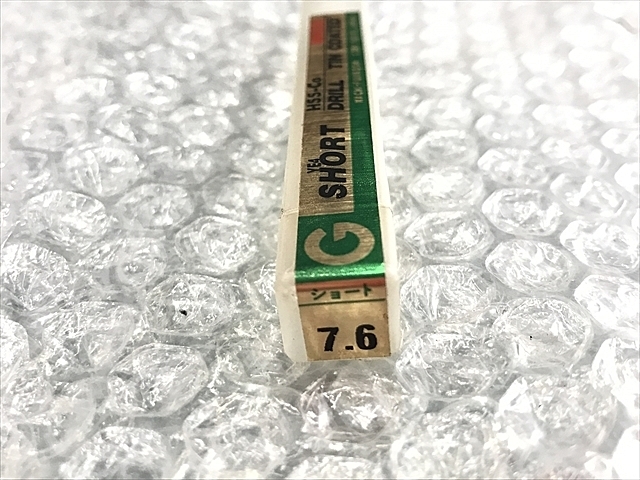 HSS-Co
YEA
SHORT DRILL TiN COATED
G
ショート
7.6